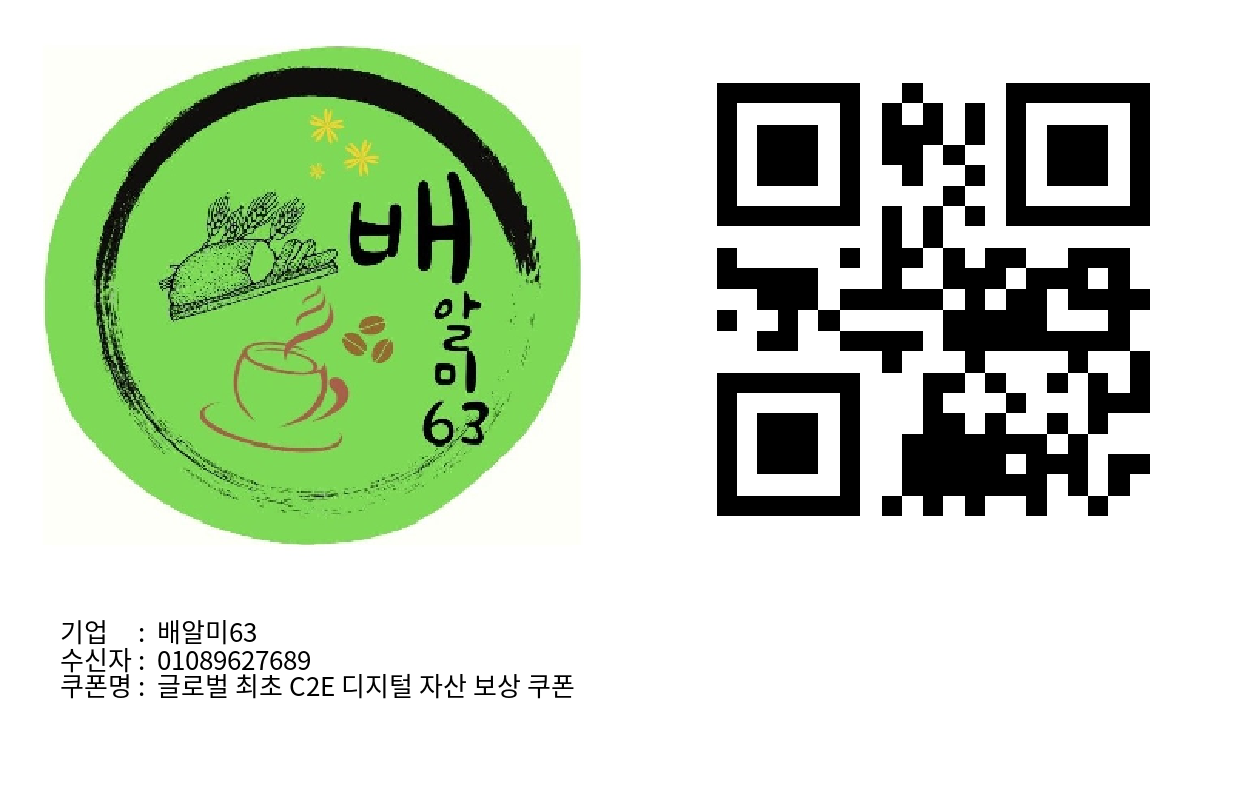 배
알
미
63
기업 : 배알미63
수신자 : 01089627689
쿠폰명 : 글로벌 최초 C2E 디지털 자산 보상 쿠폰